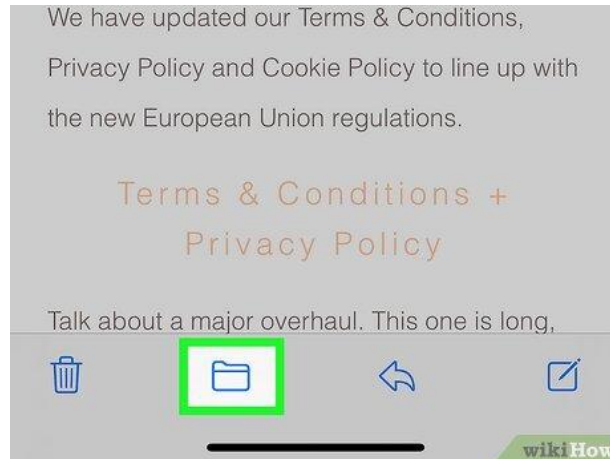 We have updated our Terms & Conditions,
Privacy Policy and Cookie Policy to line up with
the new European Union regulations.
Terms & Conditions +
Privacy Policy
Talk about a major overhaul. This one is long,
wikiHow